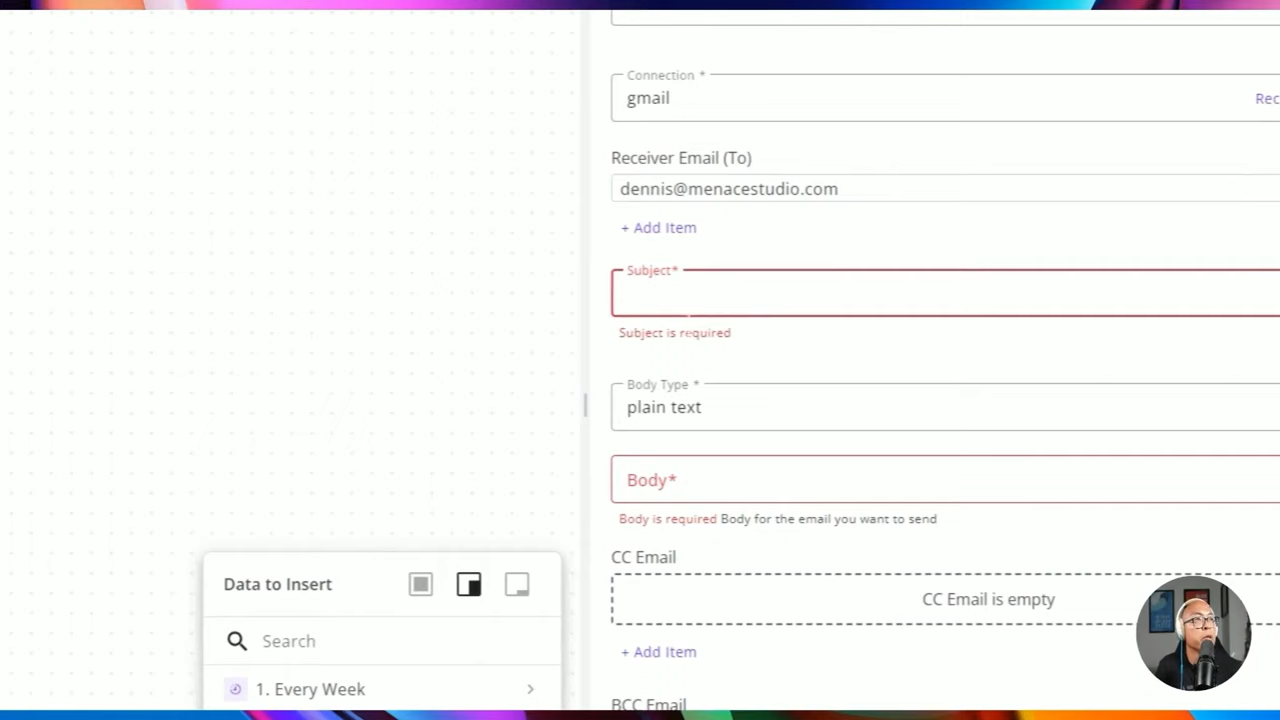 Connection *
gmail
Rec
Receiver Email (To)
dennis@menacestudio.com
+ Add Item
Subject*
Subject is required
Body Type *
plain text
Body*
Body is required Body for the email you want to send
CC Email
CC Email is empty
+ Add Item
BCC Email
Data to Insert
Search
1. Every Week